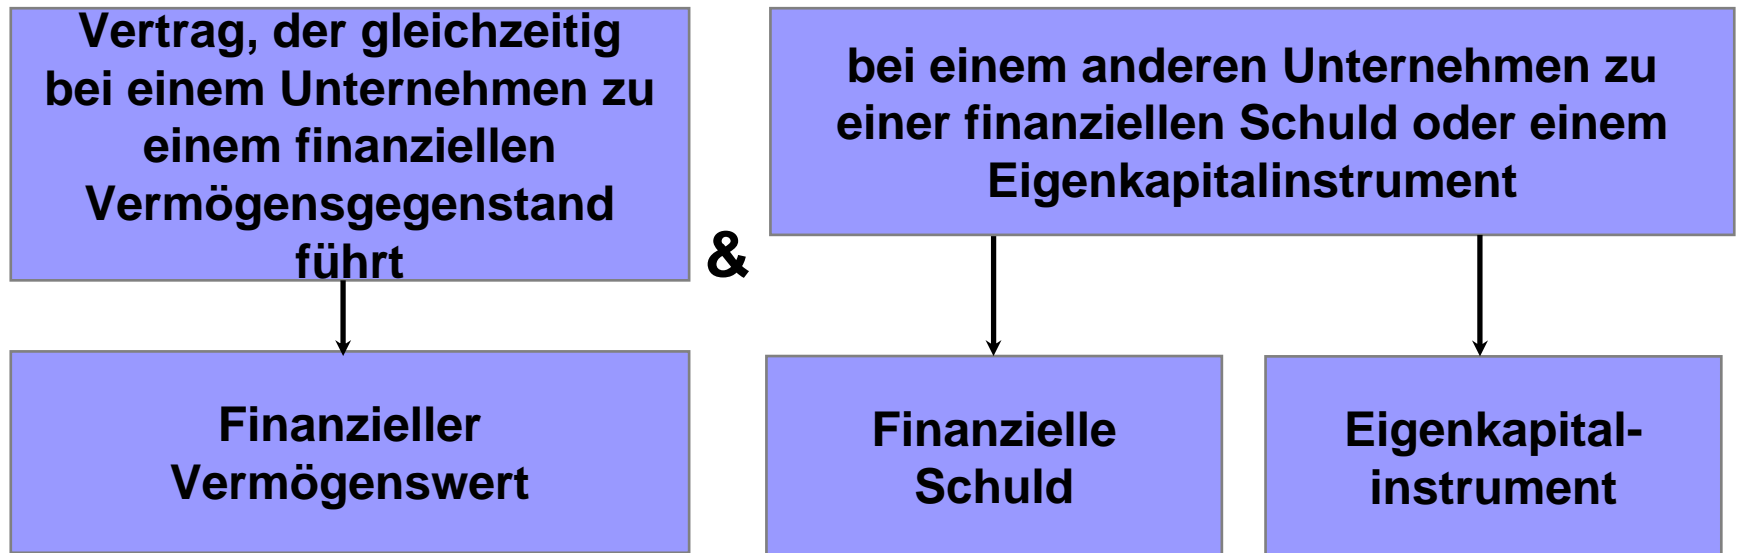 Vertrag, der gleichzeitig
bei einem Unternehmen zu
einem finanziellen
Vermögensgegenstand
führt
&
bei einem anderen Unternehmen zu
einer finanziellen Schuld oder einem
Eigenkapitalinstrument
Finanzieller
Vermögenswert
Finanzielle
Schuld
Eigenkapital-
instrument